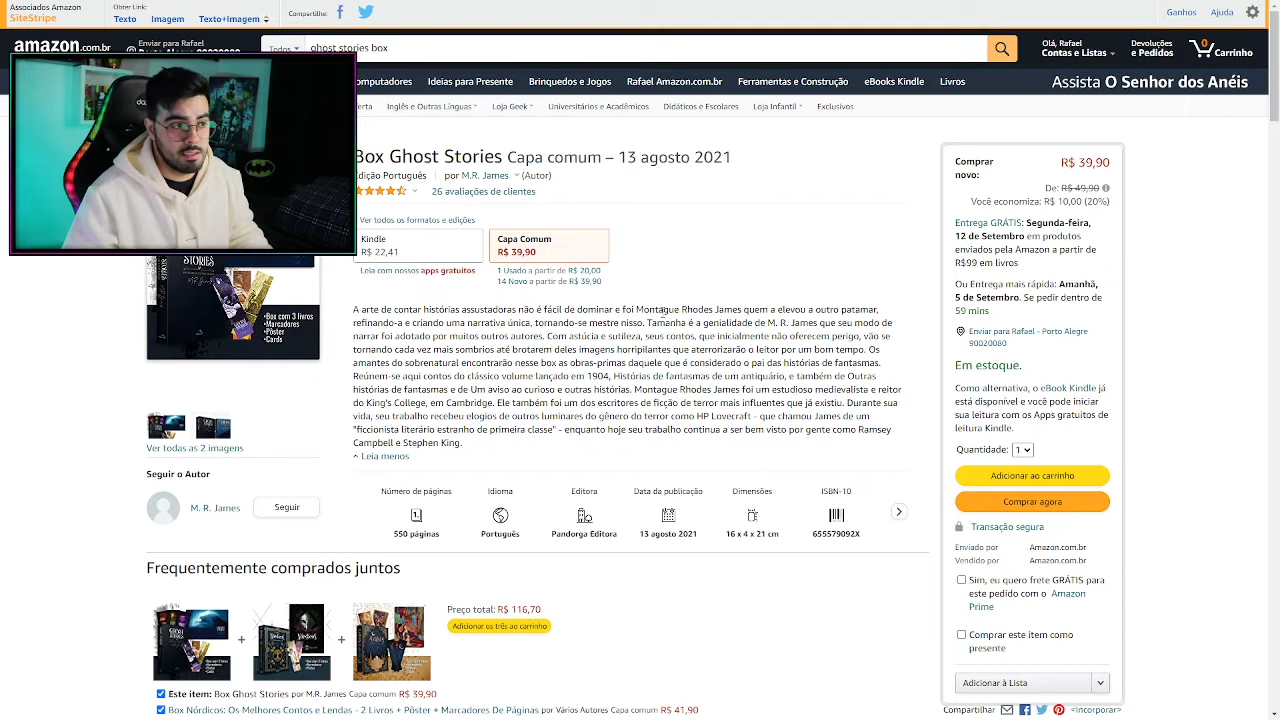 Associados Amazon
SiteStripe
Obter Link:
Texto Imagem Texto+Imagem
Compartilhe:
Ganhos Ajuda
amazon.com.br
Enviar para Rafael
Todos
ghost stories box
Olá, Rafael
Contas e Listas
Devoluções
e Pedidos
0
Carrinho
omputadores Ideias para Presente Brinquedos e Jogos Rafael Amazon.com.br Ferramentas e Construção eBooks Kindle Livros
Assista O Senhor dos Anéis
erta Inglês e Outras Línguas Loja Geek Universitários e Acadêmicos Didáticos e Escolares Loja Infantil Exclusivos
Box Ghost Stories Capa comum – 13 agosto 2021
Edição Português | por M.R. James (Autor)
26 avaliações de clientes
Ver todos os formatos e edições
Kindle
R$ 22,41
Capa Comum
R$ 39,90
Leia com nossos apps gratuitos
1 Usado a partir de R$ 20,00
14 Novo a partir de R$ 39,90
A arte de contar histórias assustadoras não é fácil de dominar e foi Montague Rhodes James quem a elevou a outro patamar,
refinando-a e criando uma narrativa única, tornando-se mestre nisso. Tamanha é a genialidade de M. R. James que seu modo de
narrar foi adotado por muitos outros autores. Com astúcia e sutileza, seus contos, que inicialmente não oferecem perigo, vão se
tornando cada vez mais sombrios até brotarem deles imagens horripilantes que aterrorizarão o leitor por um bom tempo. Os
amantes do sobrenatural encontrarão nesse box as obras-primas daquele que é considerado o pai das histórias de fantasmas.
Reúnem-se aqui contos do clássico volume lançado em 1904, Histórias de fantasmas de um antiquário, e também de Outras
histórias de fantasmas e de Um aviso ao curioso e outras histórias. Montague Rhodes James foi um estudioso medievalista e reitor
do King's College, em Cambridge. Ele também foi um dos escritores de ficção de terror mais influentes que já existiu. Durante sua
vida, seu trabalho recebeu elogios de outros luminares do gênero do terror como HP Lovecraft - que chamou James de um
"ficcionista literário estranho de primeira classe" - enquanto hoje seu trabalho continua a ser bem visto por gente como Ramsey
Campbell e Stephen King.
Leia menos
STORIES
•Box com 3 livros
•Marcadores
•Pôster
•Cards
Ver todas as 2 imagens
Seguir o Autor
M. R. James
Seguir
Número de páginas
550 páginas
Idioma
Português
Editora
Pandorga Editora
Data da publicação
13 agosto 2021
Dimensões
16 x 4 x 21 cm
ISBN-10
655579092X
Frequentemente comprados juntos
+ +
Preço total: R$ 116,70
Adicionar os três ao carrinho
Este item: Box Ghost Stories por M.R. James Capa comum R$ 39,90
Box Nórdicos: Os Melhores Contos e Lendas - 2 Livros + Pôster + Marcadores De Páginas por Vários Autores Capa comum R$ 41,90
Comprar
novo:
R$ 39,90
De: R$ 49,90
Você economiza: R$ 10,00 (20%)
Entrega GRÁTIS: Segunda-feira,
12 de Setembro em produtos
enviados pela Amazon a partir de
R$99 em livros
Ou Entrega mais rápida: Amanhã,
5 de Setembro. Se pedir dentro de
59 mins
Enviar para Rafael - Porto Alegre
90020080
Em estoque.
Como alternativa, o eBook Kindle já
está disponível e você pode iniciar
sua leitura com os Apps gratuitos de
leitura Kindle.
Quantidade: 1
Adicionar ao carrinho
Comprar agora
Transação segura
Enviado por Amazon.com.br
Vendido por Amazon.com.br
Sim, eu quero frete GRÁTIS para
este pedido com o Amazon
Prime
Comprar este item como
presente
Adicionar à Lista
Compartilhar <Incorporar>